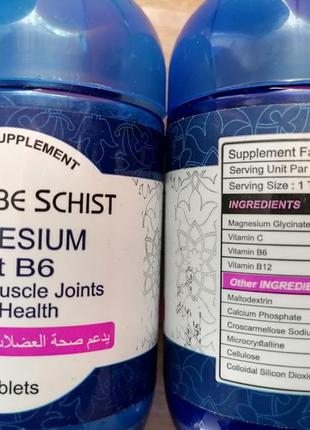 SUPPLEMENT
BE SCHIST
ESIUM
t B6
uscle Joints
Health
يدعم صحة العضلات
blets
Supplement Fa
Serving Unit Par
Serving Size : 1 T
INGREDIENTS
Magnesium Glycinate
Vitamin C
Vitamin B6
Vitamin B12
Other INGREDIE
Maltodextrin
Calcium Phosphate
Croscarmellose Sodiu
Microcrystalline
Cellulose
Colloidal Silicon Dioxi